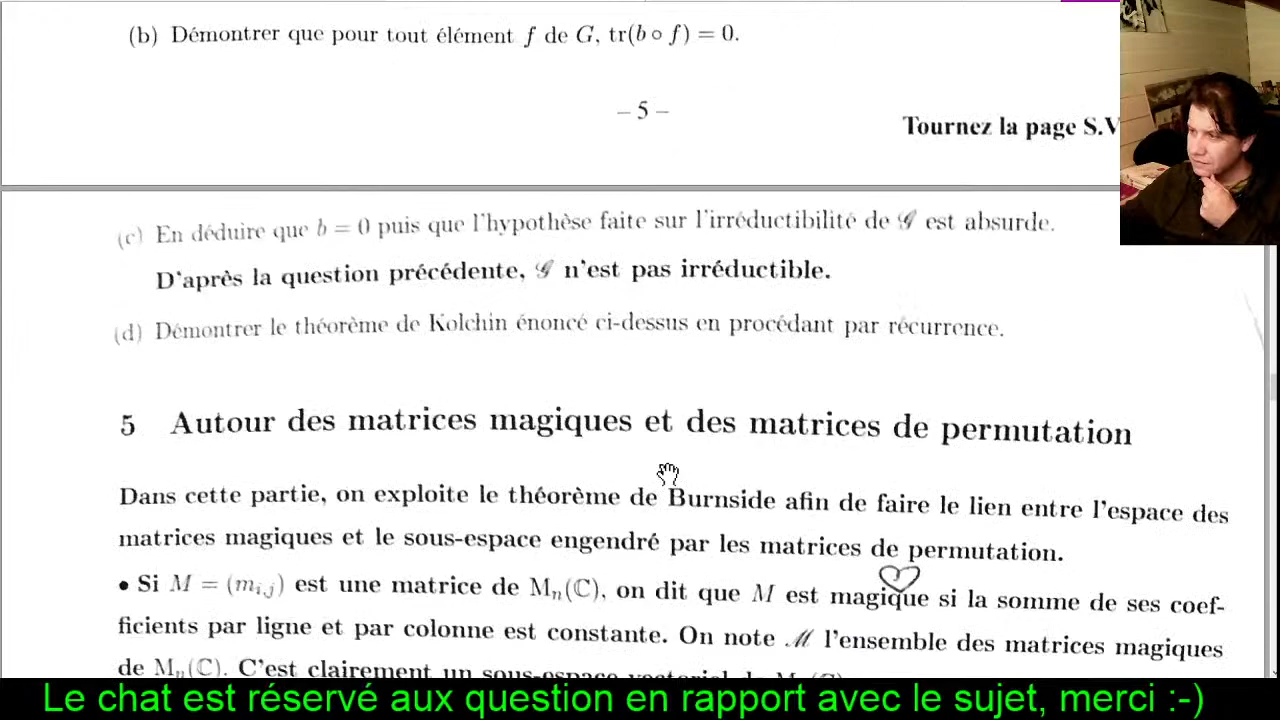 (b) Démontrer que pour tout élément f de G, tr(b ∘ f) = 0.
– 5 –
Tournez la page S.V
(c) En déduire que b = 0 puis que l'hypothèse faite sur l'irréductibilité de 𝒢 est absurde.
D'après la question précédente, 𝒢 n'est pas irréductible.
(d) Démontrer le théorème de Kolchin énoncé ci-dessus en procédant par récurrence.
5 Autour des matrices magiques et des matrices de permutation
Dans cette partie, on exploite le théorème de Burnside afin de faire le lien entre l'espace des
matrices magiques et le sous-espace engendré par les matrices de permutation.
• Si M = (mᵢ,ⱼ) est une matrice de Mₙ(ℂ), on dit que M est magique si la somme de ses coef-
ficients par ligne et par colonne est constante. On note ℳ l'ensemble des matrices magiques
de Mₙ(ℂ). C'est clairement un sous-espace
Le chat est réservé aux question en rapport avec le sujet, merci :-)